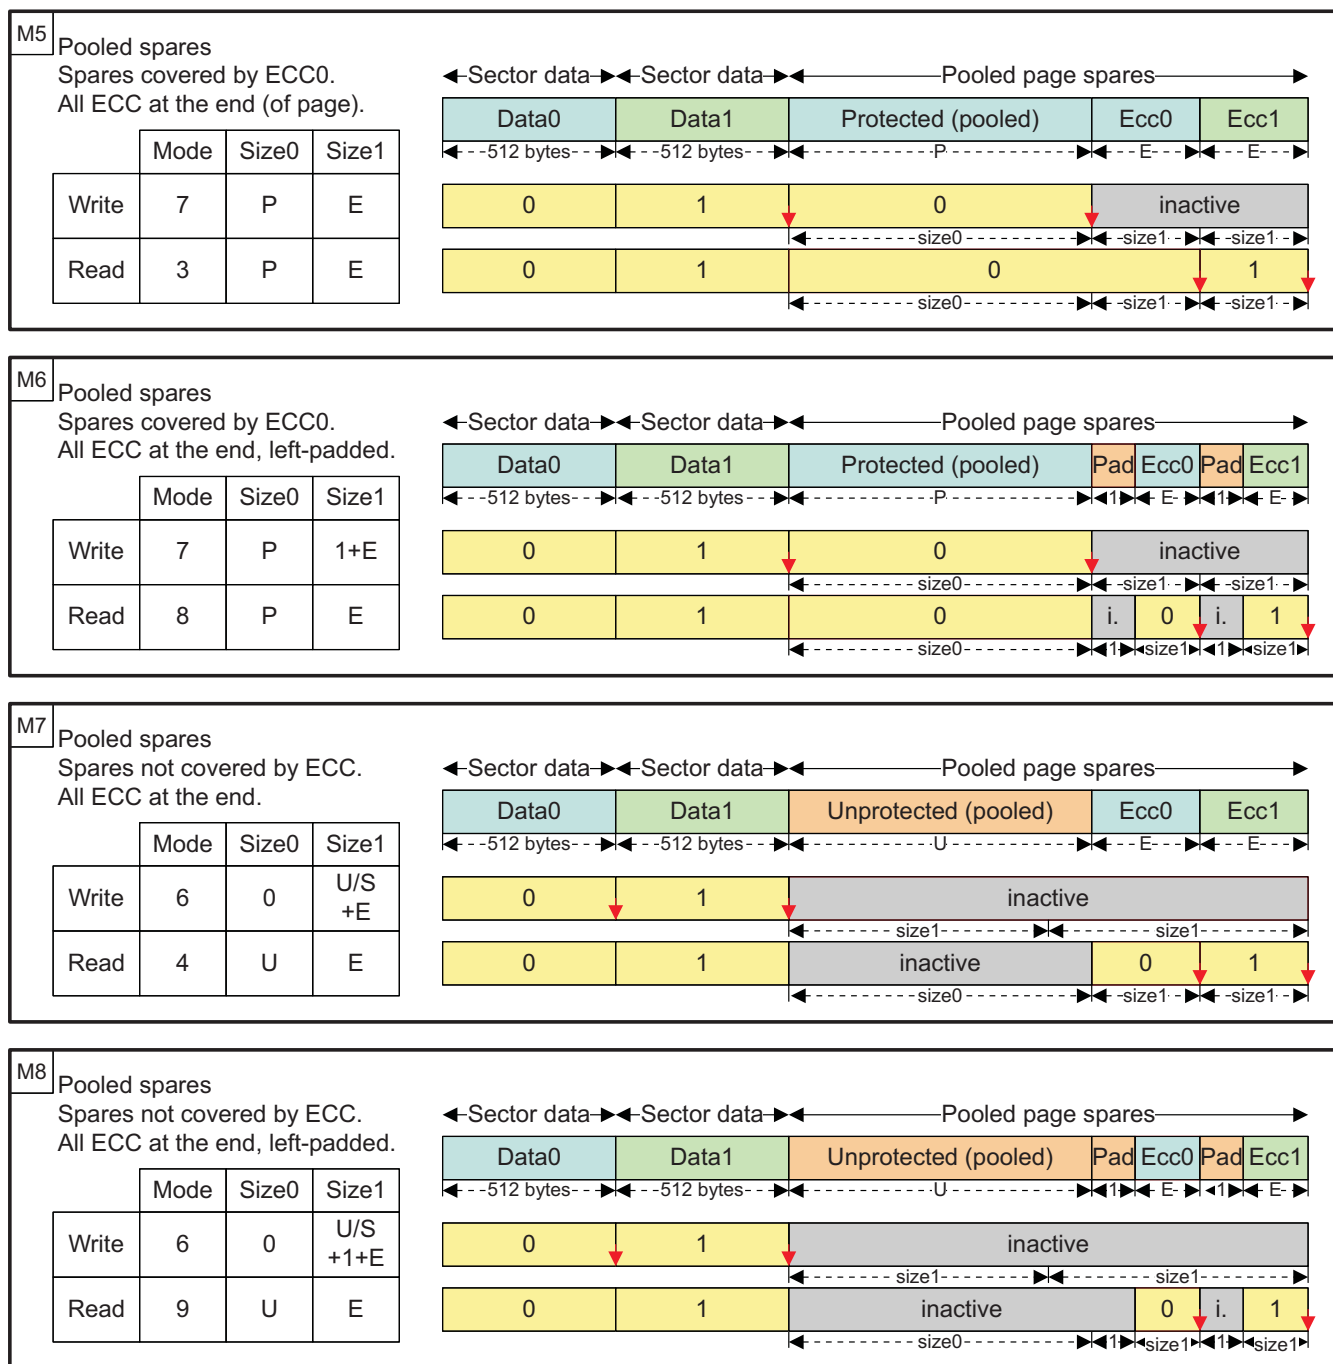 M5
Pooled spares
Spares covered by ECC0.
All ECC at the end (of page).
Mode Size0 Size1
Write 7 P E
Read 3 P E
Sector data Sector data Pooled page spares
Data0 Data1 Protected (pooled) Ecc0 Ecc1
512 bytes 512 bytes P E E
0 1 0 inactive
size0 size1 size1
0 1 0 1
size0 size1 size1
M6
Pooled spares
Spares covered by ECC0.
All ECC at the end, left-padded.
Mode Size0 Size1
Write 7 P 1+E
Read 8 P E
Sector data Sector data Pooled page spares
Data0 Data1 Protected (pooled) Pad Ecc0 Pad Ecc1
512 bytes 512 bytes P 1 E 1 E
0 1 0 inactive
size0 size1 size1
0 1 0 i. 0 i. 1
size0 1 size1 1 size1
M7
Pooled spares
Spares not covered by ECC.
All ECC at the end.
Mode Size0 Size1
Write 6 0 U/S
+E
Read 4 U E
Sector data Sector data Pooled page spares
Data0 Data1 Unprotected (pooled) Ecc0 Ecc1
512 bytes 512 bytes U E E
0 1 inactive
size1 size1
0 1 inactive 0 1
size0 size1 size1
M8
Pooled spares
Spares not covered by ECC.
All ECC at the end, left-padded.
Mode Size0 Size1
Write 6 0 U/S
+1+E
Read 9 U E
Sector data Sector data Pooled page spares
Data0 Data1 Unprotected (pooled) Pad Ecc0 Pad Ecc1
512 bytes 512 bytes U 1 E 1 E
0 1 inactive
size1 size1
0 1 inactive 0 i. 1
size0 1 size1 1 size1